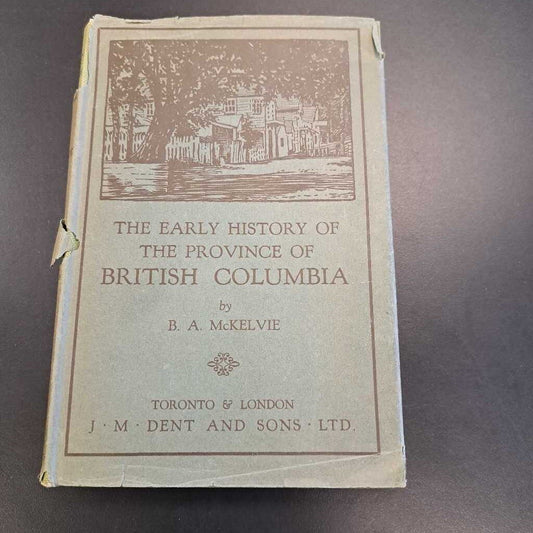 THE EARLY HISTORY OF
THE PROVINCE OF
BRITISH COLUMBIA
by
B. A. McKELVIE
TORONTO & LONDON
J · M · DENT AND SONS · LTD.